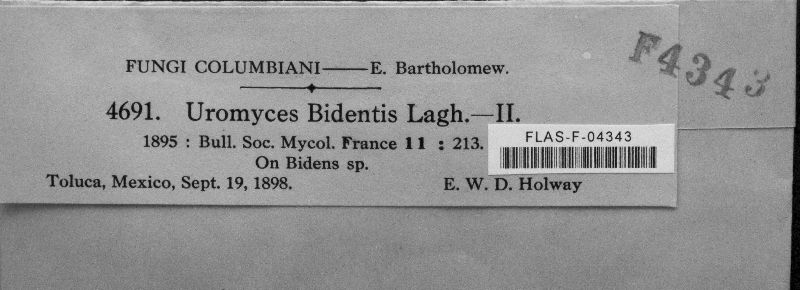 FUNGI COLUMBIANI——E. Bartholomew.
F4343
4691. Uromyces Bidentis Lagh.—II.
1895 : Bull. Soc. Mycol. France 11 : 213.
FLAS-F-04343
On Bidens sp.
Toluca, Mexico, Sept. 19, 1898. E. W. D. Holway